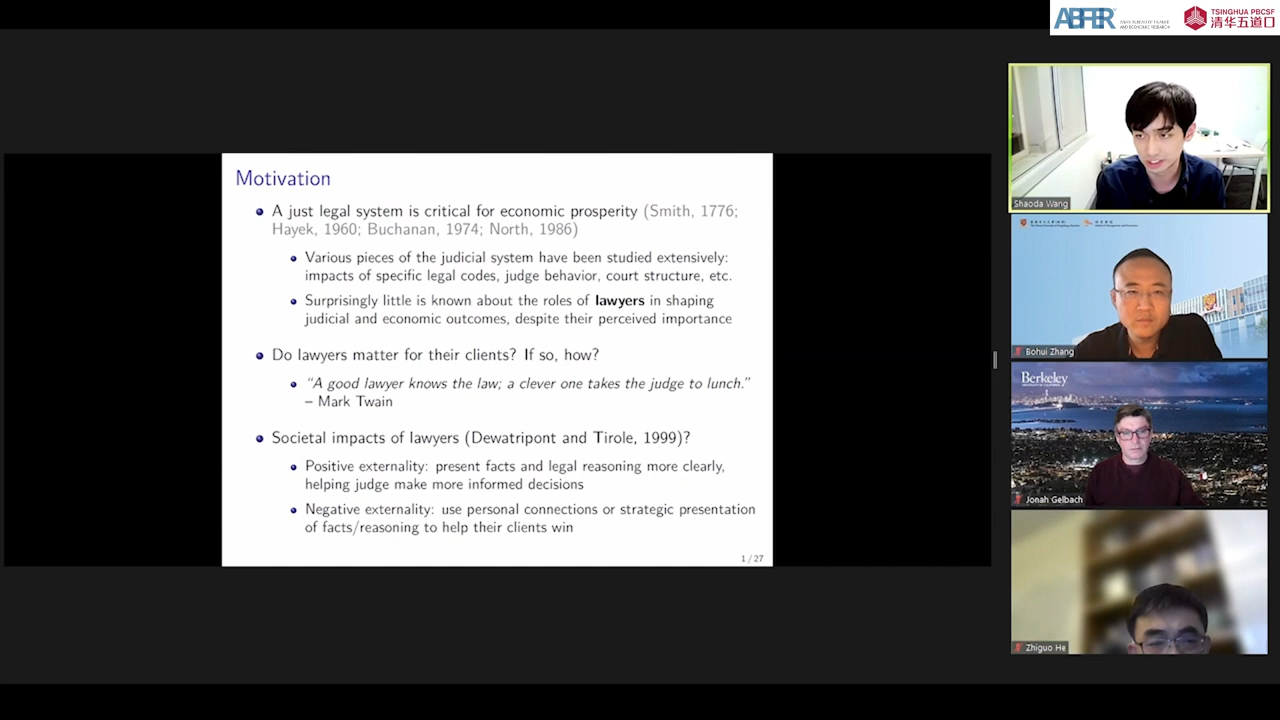 ABFER
ASIAN BUREAU OF FINANCE
AND ECONOMIC RESEARCH
TSINGHUA PBCSF
清华五道口
Motivation
A just legal system is critical for economic prosperity (Smith, 1776;
Hayek, 1960; Buchanan, 1974; North, 1986)
Various pieces of the judicial system have been studied extensively:
impacts of specific legal codes, judge behavior, court structure, etc.
Surprisingly little is known about the roles of lawyers in shaping
judicial and economic outcomes, despite their perceived importance
Do lawyers matter for their clients? If so, how?
“A good lawyer knows the law; a clever one takes the judge to lunch.”
– Mark Twain
Societal impacts of lawyers (Dewatripont and Tirole, 1999)?
Positive externality: present facts and legal reasoning more clearly,
helping judge make more informed decisions
Negative externality: use personal connections or strategic presentation
of facts/reasoning to help their clients win
1 / 27
Shaoda Wang
Bohui Zhang
Berkeley
Jonah Gelbach
Zhiguo He